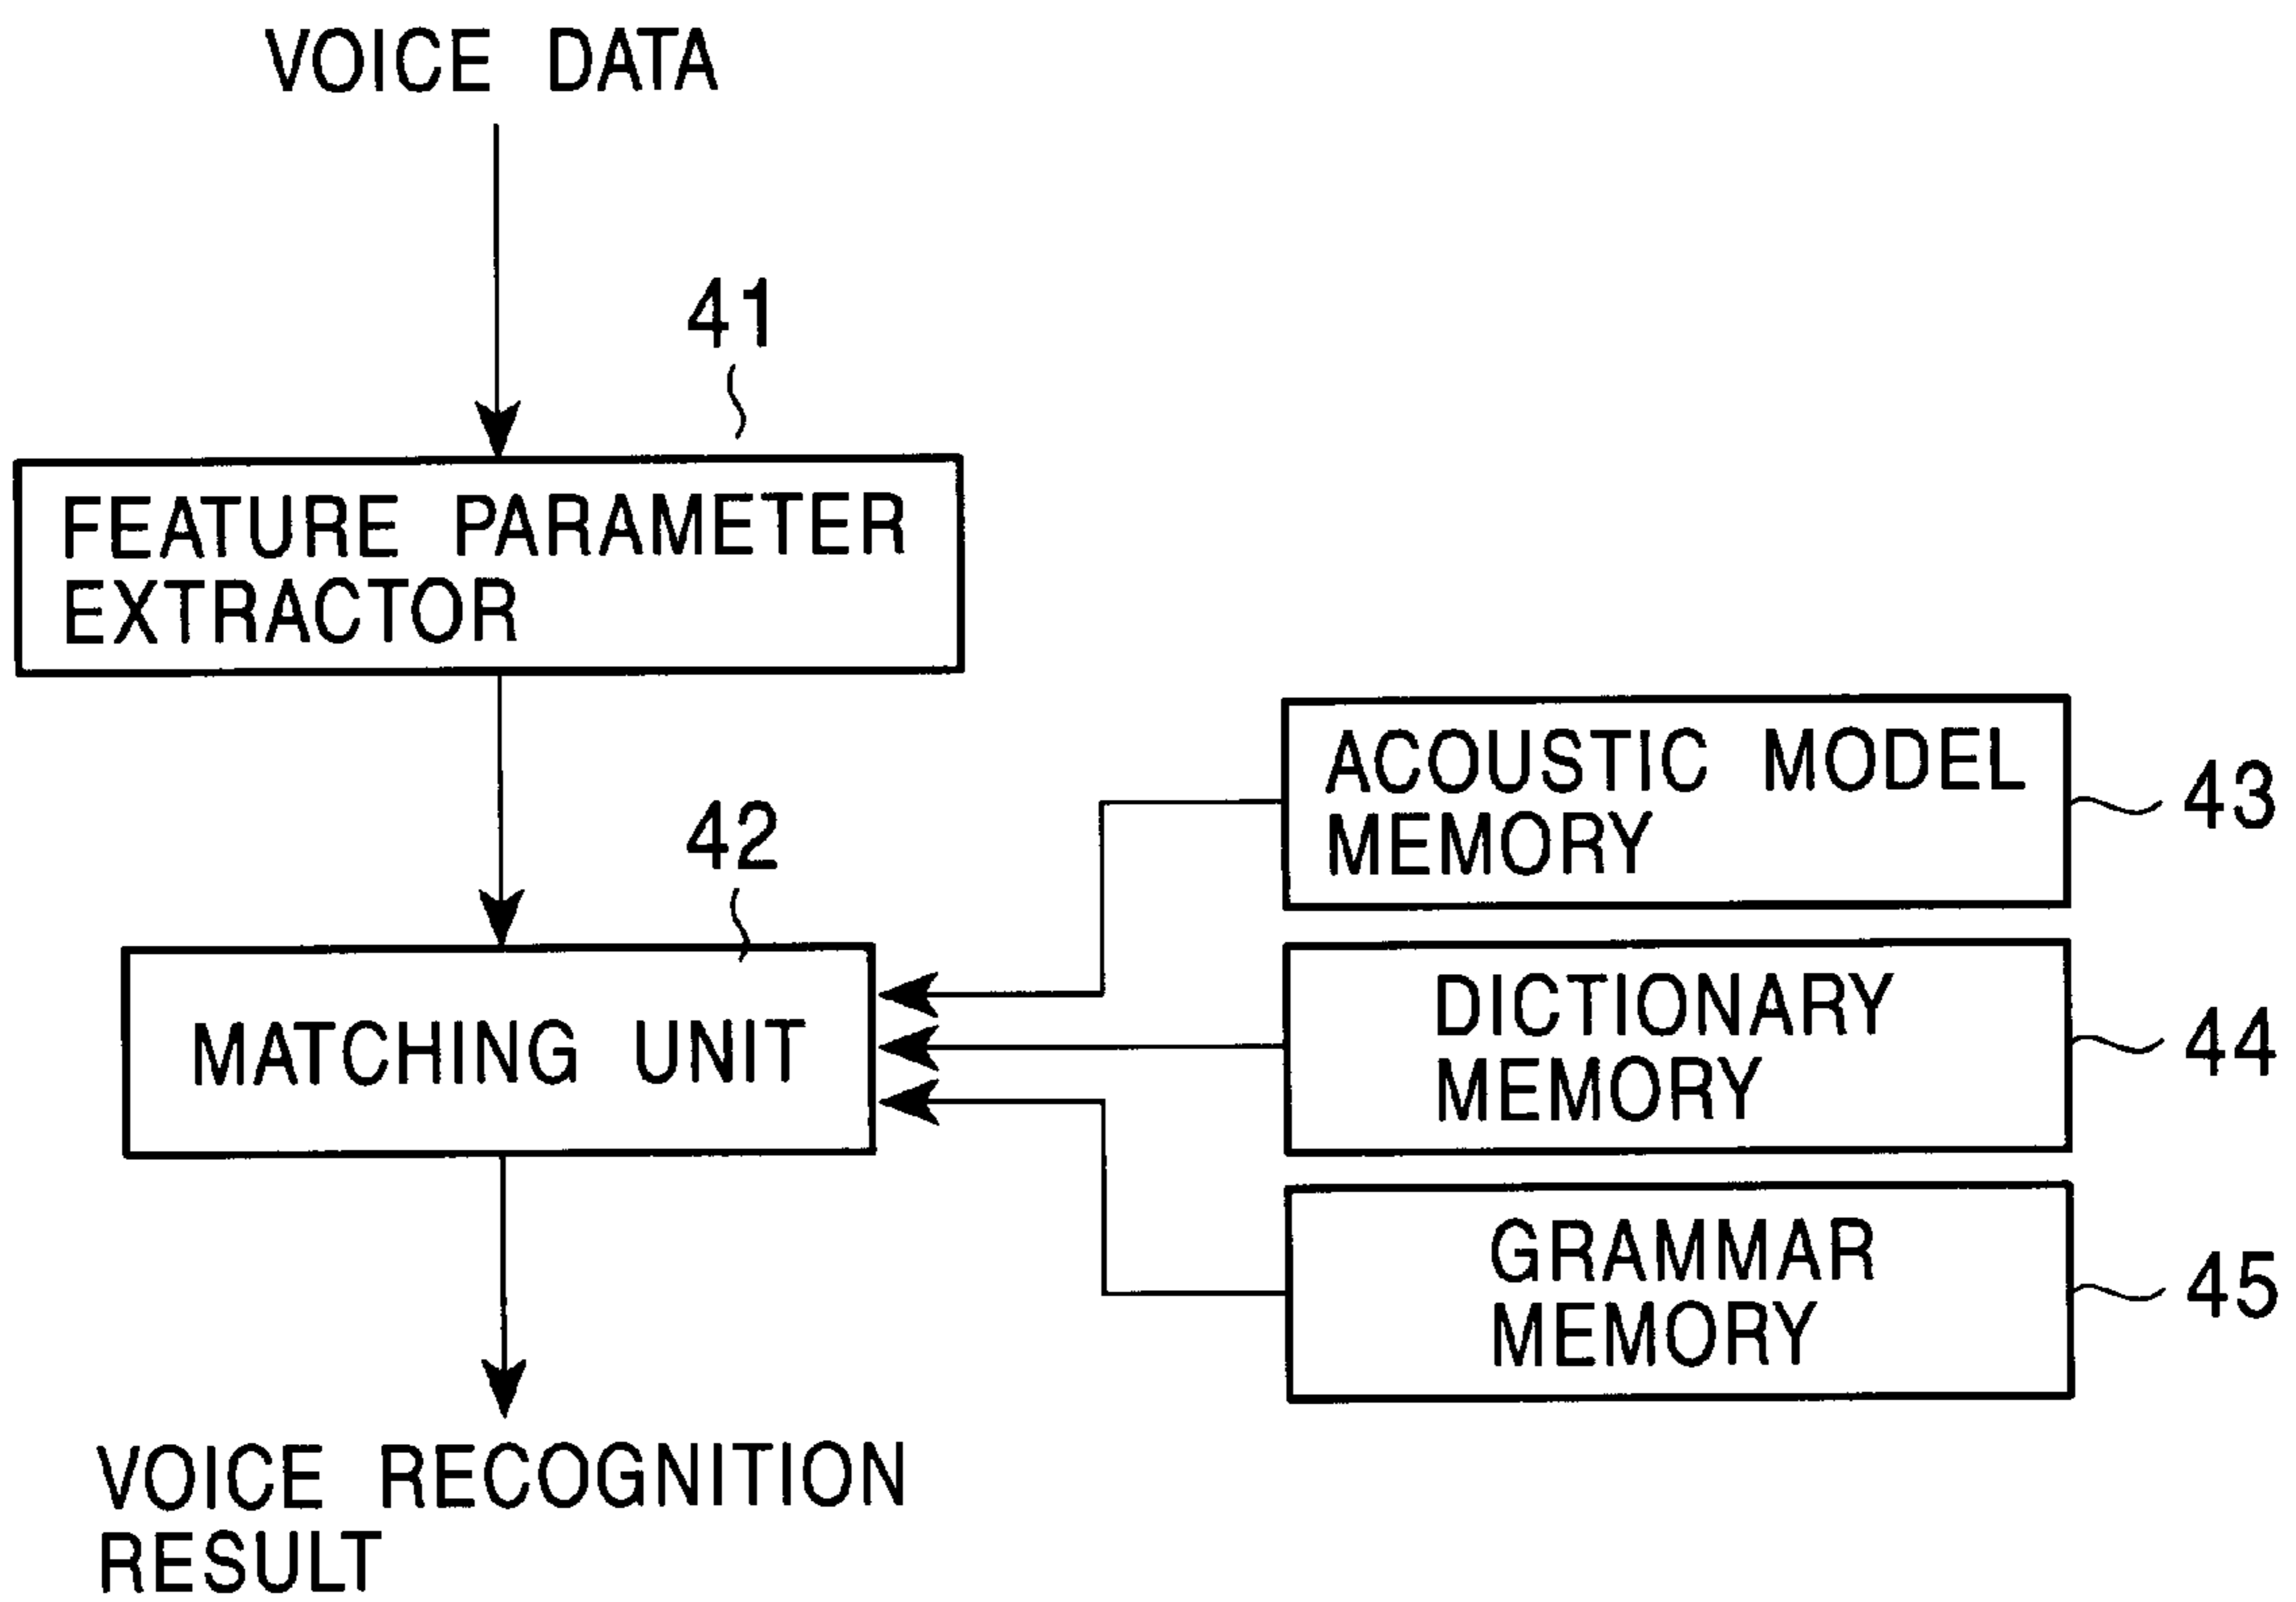 VOICE DATA
41
FEATURE PARAMETER
EXTRACTOR
42
MATCHING UNIT
ACOUSTIC MODEL
MEMORY
43
DICTIONARY
MEMORY
44
GRAMMAR
MEMORY
45
VOICE RECOGNITION
RESULT